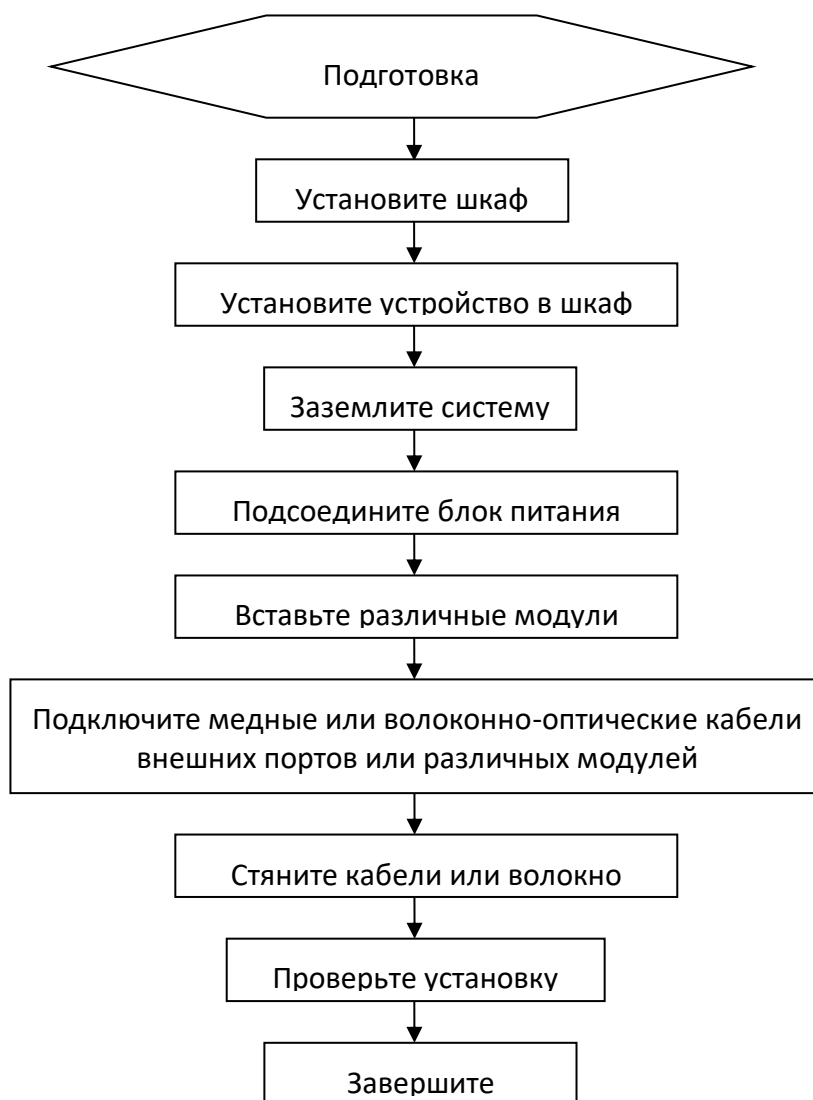 Подготовка
Установите шкаф
Установите устройство в шкаф
Заземлите систему
Подсоедините блок питания
Вставьте различные модули
Подключите медные или волоконно-оптические кабели
внешних портов или различных модулей
Стяните кабели или волокно
Проверьте установку
Завершите